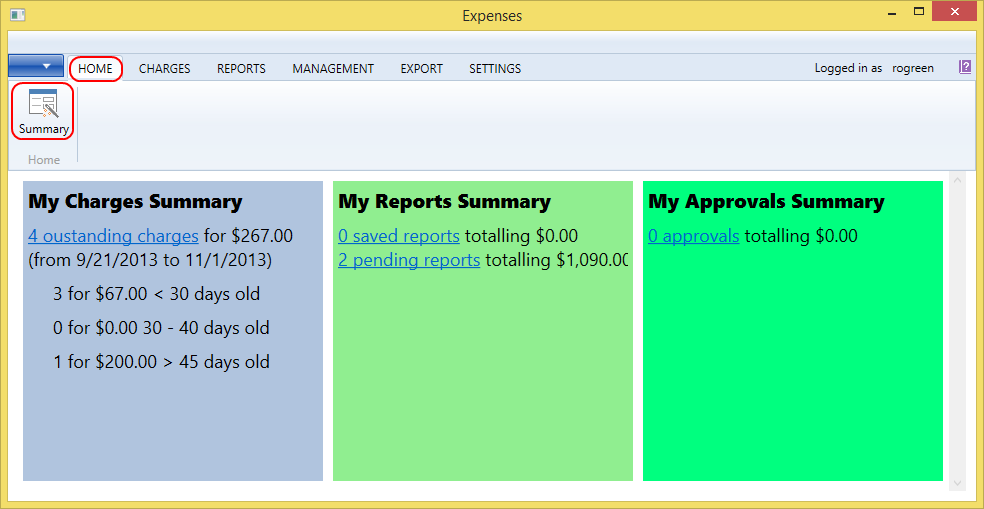 Expenses
HOME CHARGES REPORTS MANAGEMENT EXPORT SETTINGS Logged in as rogreen ?
Summary
Home
My Charges Summary
4 oustanding charges for $267.00
(from 9/21/2013 to 11/1/2013)
3 for $67.00 < 30 days old
0 for $0.00 30 - 40 days old
1 for $200.00 > 45 days old
My Reports Summary
0 saved reports totalling $0.00
2 pending reports totalling $1,090.00
My Approvals Summary
0 approvals totalling $0.00